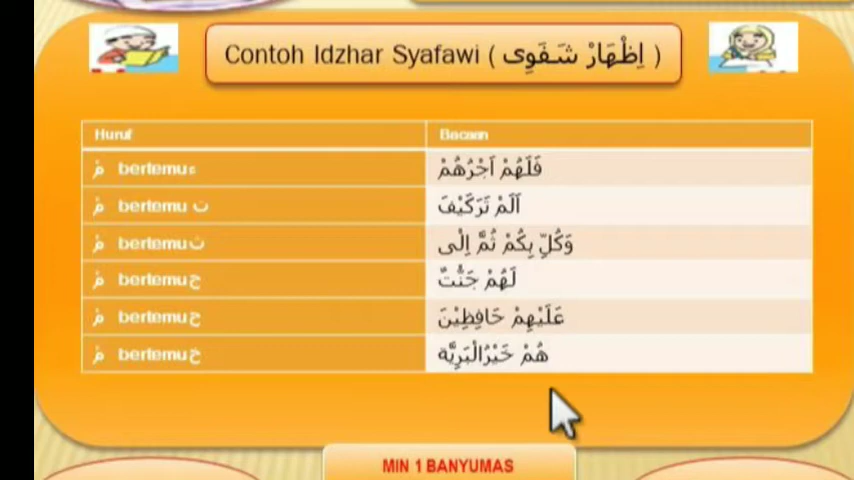 Contoh Idzhar Syafawi ( اِظْهَارْ شَفَوِى )
Huruf Bacaan
مْ bertemu ء فَلَهُمْ اَجْرُهُمْ
مْ bertemu ت اَلَمْ تَرَكَيْفَ
مْ bertemu ث وَكُلِّ بِكُمْ ثُمَّ اِلٰى
مْ bertemu ج لَهُمْ جَنّٰتٌ
مْ bertemu ح عَلَيْهِمْ حَافِظِيْنَ
مْ bertemu خ هُمْ خَيْرُالْبَرِيَّة
MIN 1 BANYUMAS